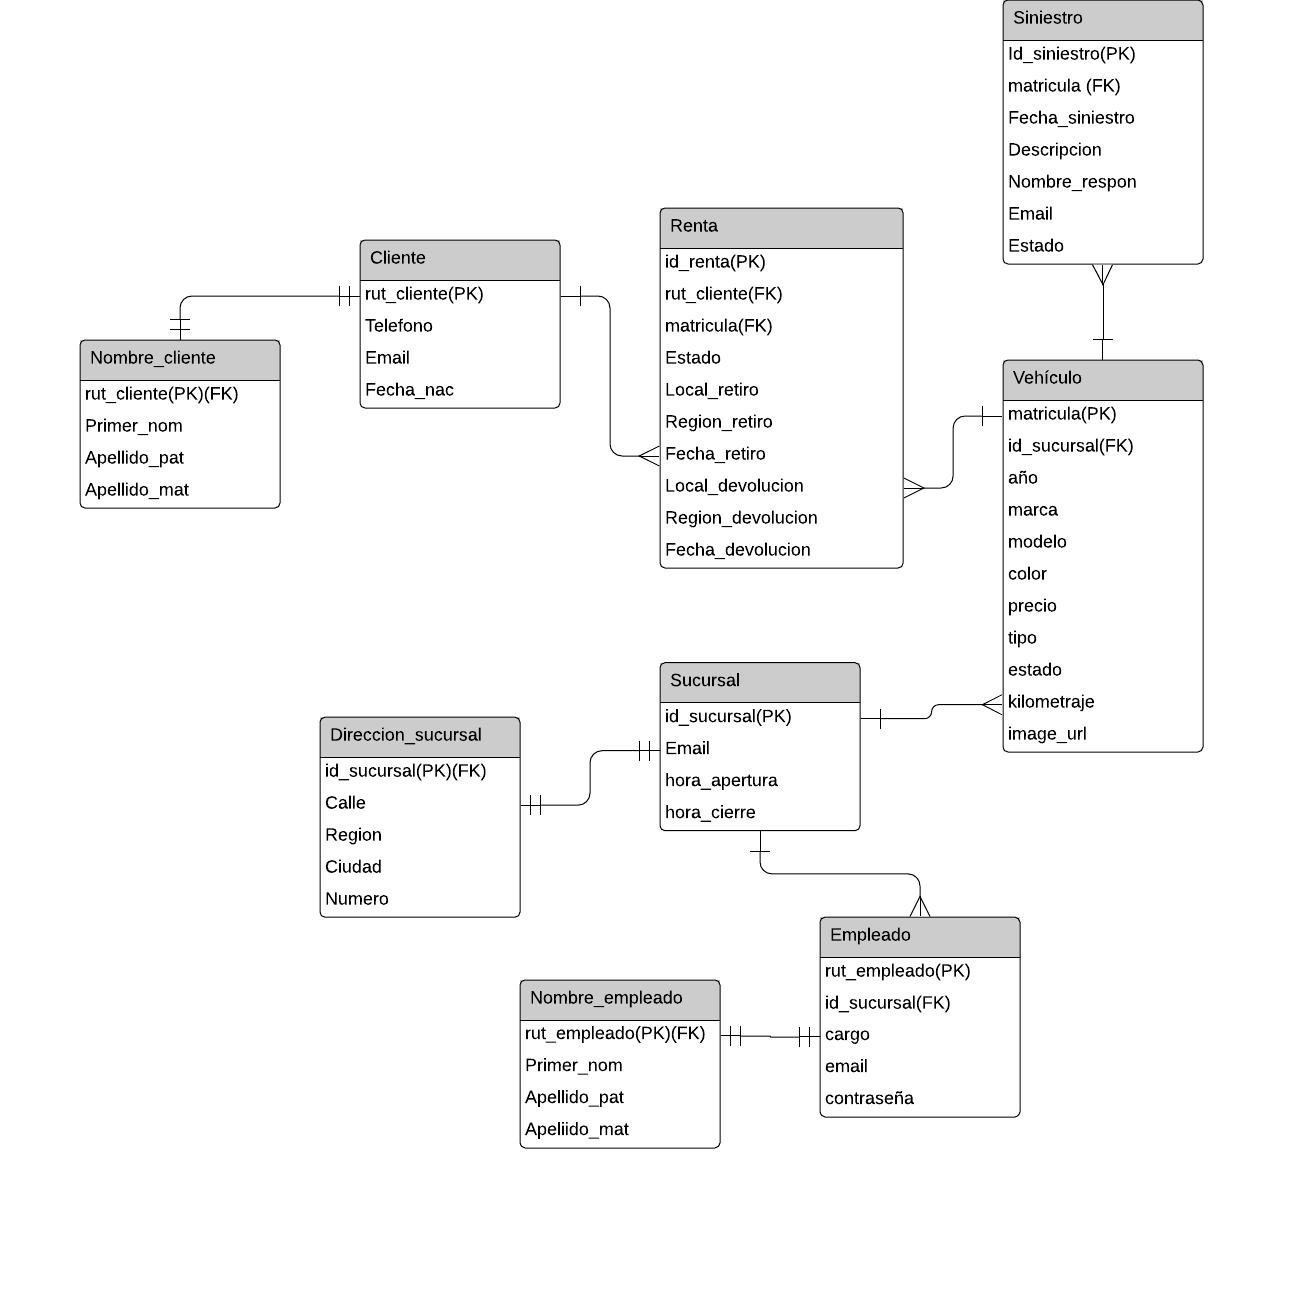 Siniestro
Id_siniestro(PK)
matricula (FK)
Fecha_siniestro
Descripcion
Nombre_respon
Email
Estado
Renta
id_renta(PK)
rut_cliente(FK)
matricula(FK)
Estado
Local_retiro
Region_retiro
Fecha_retiro
Local_devolucion
Region_devolucion
Fecha_devolucion
Cliente
rut_cliente(PK)
Telefono
Email
Fecha_nac
Nombre_cliente
rut_cliente(PK)(FK)
Primer_nom
Apellido_pat
Apellido_mat
Vehículo
matricula(PK)
id_sucursal(FK)
año
marca
modelo
color
precio
tipo
estado
kilometraje
image_url
Sucursal
id_sucursal(PK)
Email
hora_apertura
hora_cierre
Direccion_sucursal
id_sucursal(PK)(FK)
Calle
Region
Ciudad
Numero
Empleado
rut_empleado(PK)
id_sucursal(FK)
cargo
email
contraseña
Nombre_empleado
rut_empleado(PK)(FK)
Primer_nom
Apellido_pat
Apeliido_mat